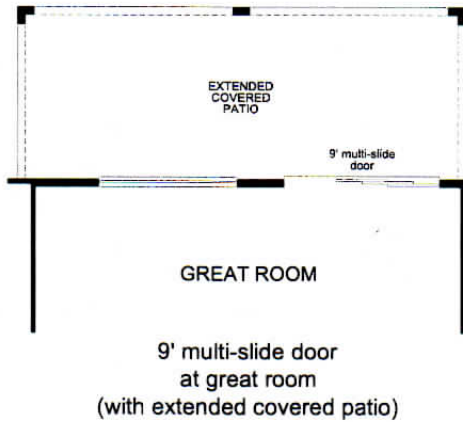 EXTENDED
COVERED
PATIO
9' multi-slide
door
GREAT ROOM
9' multi-slide door
at great room
(with extended covered patio)